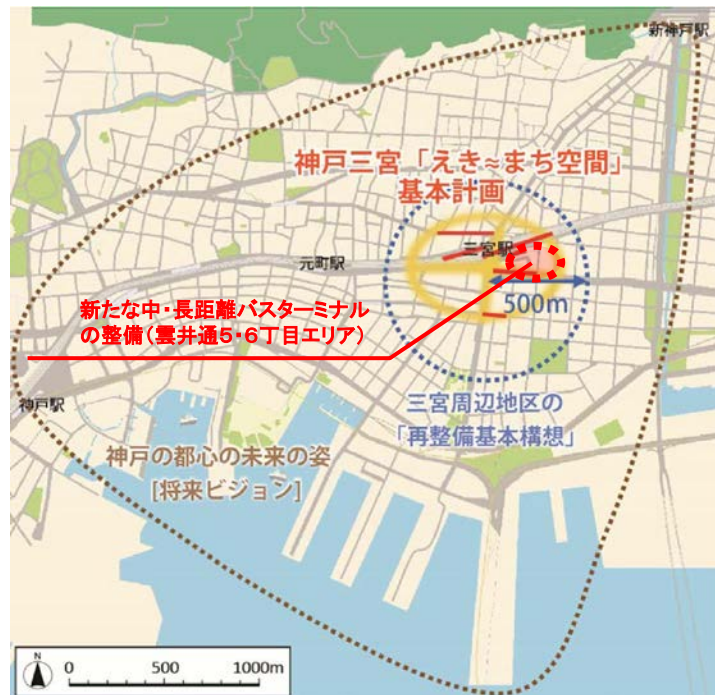 新神戸駅
神戸三宮「えき≈まち空間」
基本計画
三宮駅
元町駅
500m
新たな中・長距離バスターミナル
の整備(雲井通5・6丁目エリア)
神戸駅
三宮周辺地区の
「再整備基本構想」
神戸の都心の未来の姿
[将来ビジョン]
N
0 500 1000m